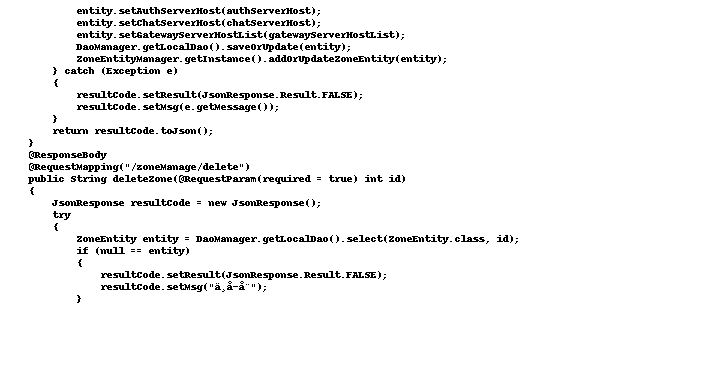 entity.setAuthServerHost(authServerHost);
entity.setChatServerHost(chatServerHost);
entity.setGatewayServerHostList(gatewayServerHostList);
DaoManager.getLocalDao().saveOrUpdate(entity);
ZoneEntityManager.getInstance().addOrUpdateZoneEntity(entity);
} catch (Exception e)
{
resultCode.setResult(JsonResponse.Result.FALSE);
resultCode.setMsg(e.getMessage());
}
return resultCode.toJson();
}
@ResponseBody
@RequestMapping("/zoneManage/delete")
public String deleteZone(@RequestParam(required = true) int id)
{
JsonResponse resultCode = new JsonResponse();
try
{
ZoneEntity entity = DaoManager.getLocalDao().select(ZoneEntity.class, id);
if (null == entity)
{
resultCode.setResult(JsonResponse.Result.FALSE);
resultCode.setMsg("ä¸å­å¨");
}